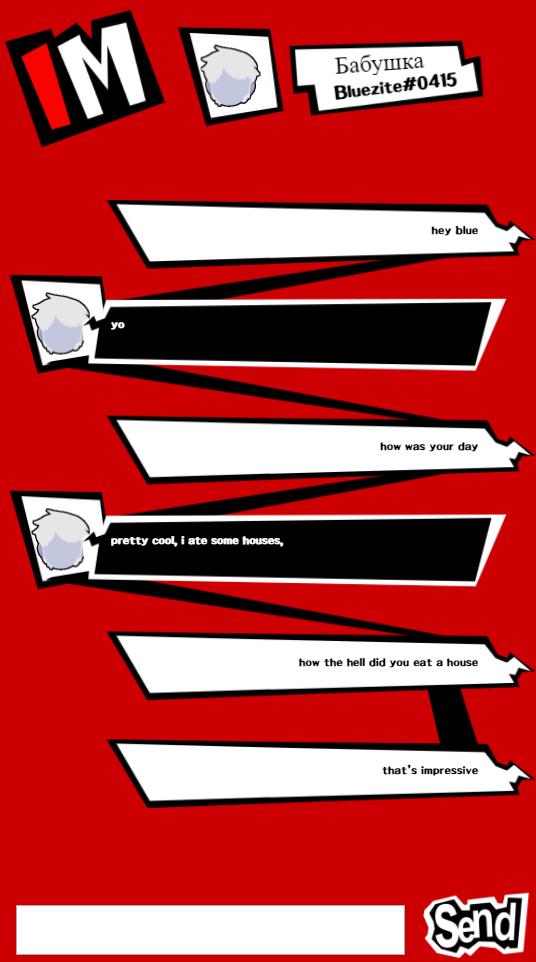 IM
Бабушка
Bluezite#0415
hey blue
yo
how was your day
pretty cool, i ate some houses,
how the hell did you eat a house
that's impressive
Send